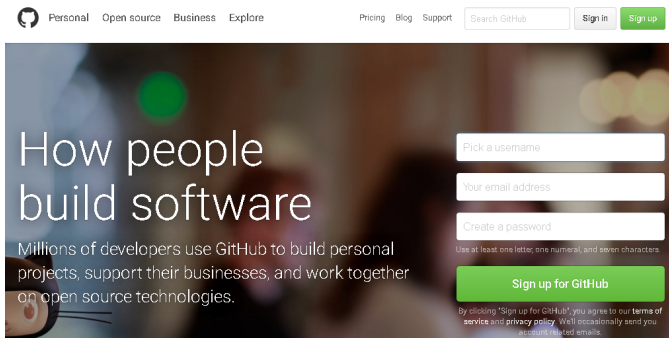 Personal Open source Business Explore Pricing Blog Support Search GitHub Sign in Sign up
How people
build software
Millions of developers use GitHub to build personal
projects, support their businesses, and work together
on open source technologies.
Pick a username
Your email address
Create a password
Use at least one letter, one numeral, and seven characters.
Sign up for GitHub
By clicking "Sign up for GitHub", you agree to our terms of
service and privacy policy. We'll occasionally send you
account related emails.